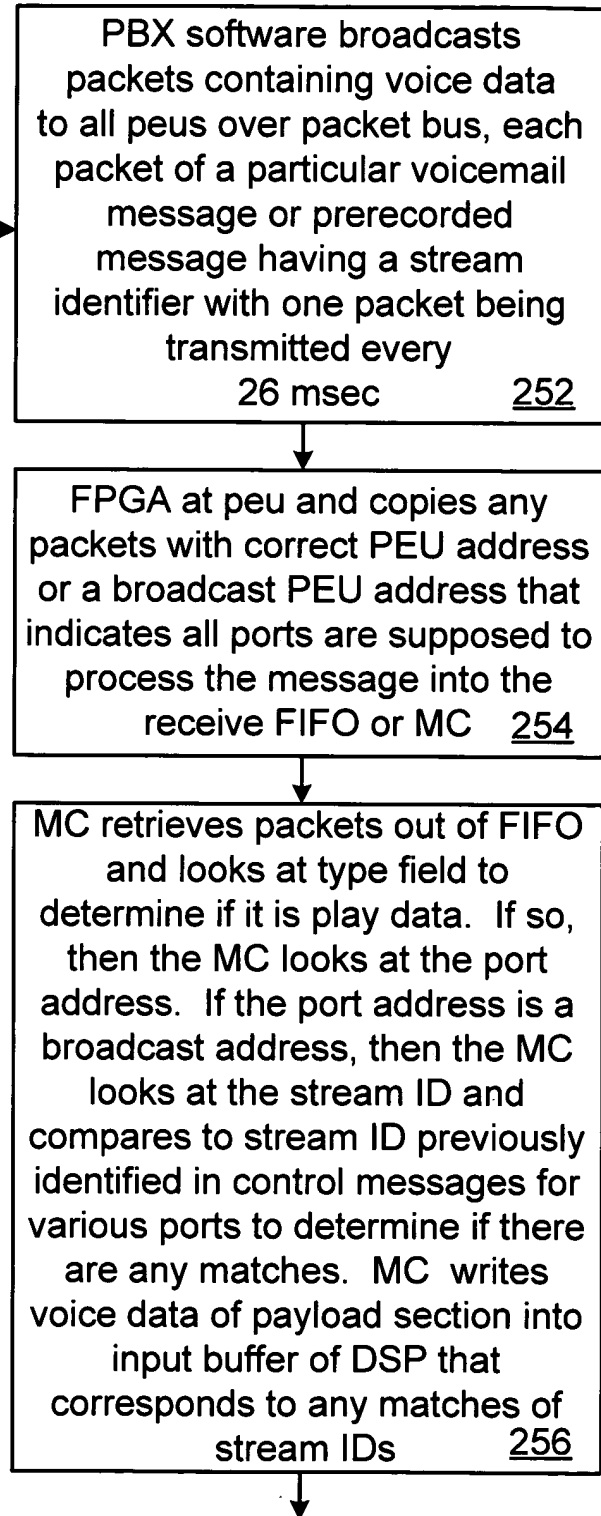 PBX software broadcasts
packets containing voice data
to all peus over packet bus, each
packet of a particular voicemail
message or prerecorded
message having a stream
identifier with one packet being
transmitted every
26 msec 252
FPGA at peu and copies any
packets with correct PEU address
or a broadcast PEU address that
indicates all ports are supposed to
process the message into the
receive FIFO or MC 254
MC retrieves packets out of FIFO
and looks at type field to
determine if it is play data. If so,
then the MC looks at the port
address. If the port address is a
broadcast address, then the MC
looks at the stream ID and
compares to stream ID previously
identified in control messages for
various ports to determine if there
are any matches. MC writes
voice data of payload section into
input buffer of DSP that
corresponds to any matches of
stream IDs 256